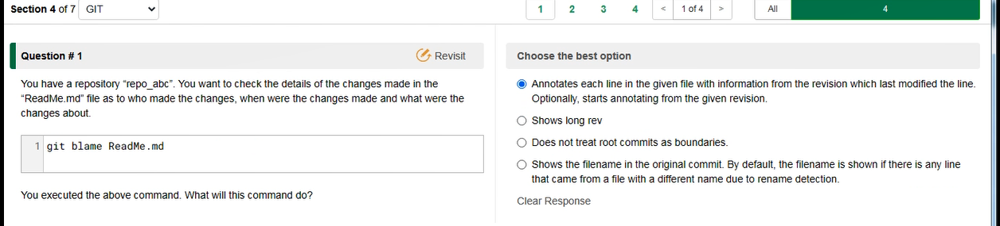 Section 4 of 7 GIT 1 2 3 4 < 1 of 4 > All 4
Question # 1 Revisit
You have a repository “repo_abc”. You want to check the details of the changes made in the
“ReadMe.md” file as to who made the changes, when were the changes made and what were the
changes about.
1 git blame ReadMe.md
You executed the above command. What will this command do?
Choose the best option
Annotates each line in the given file with information from the revision which last modified the line.
Optionally, starts annotating from the given revision.
Shows long rev
Does not treat root commits as boundaries.
Shows the filename in the original commit. By default, the filename is shown if there is any line
that came from a file with a different name due to rename detection.
Clear Response